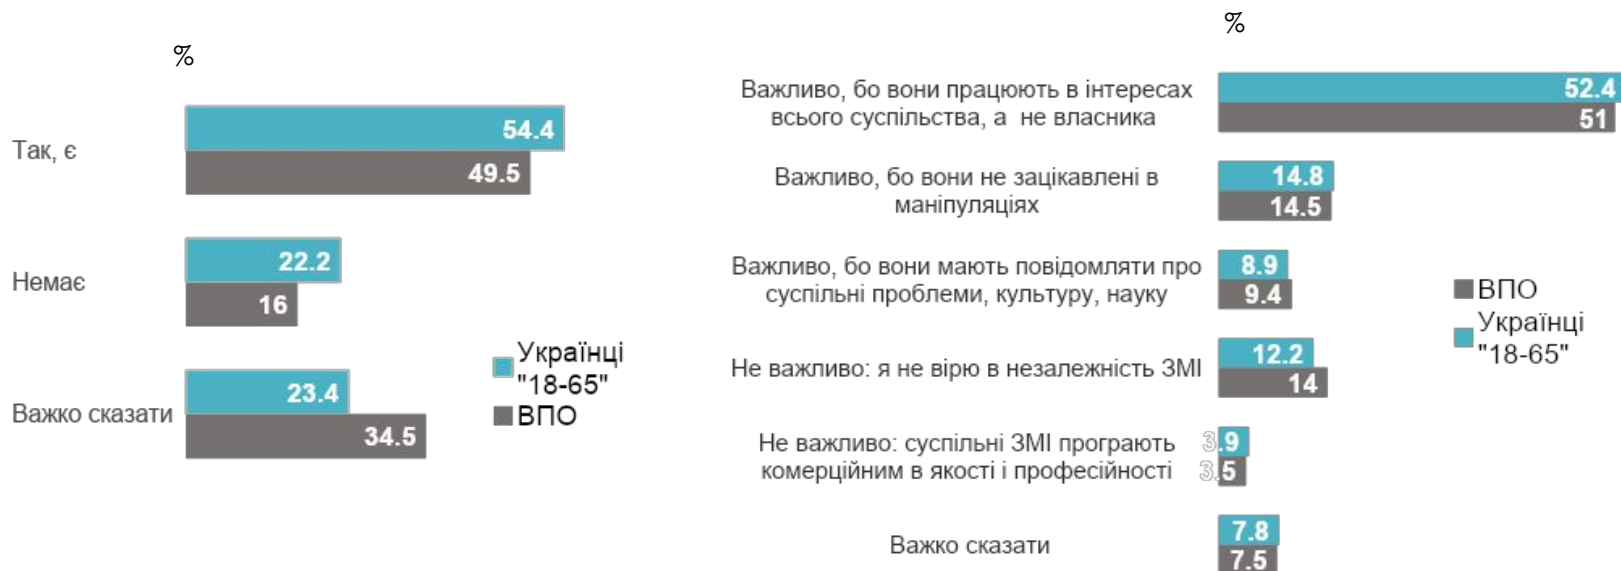 %
Так, є
54.4
49.5
Немає
22.2
16
Важко сказати
23.4
34.5
Українці
"18-65"
ВПО
%
Важливо, бо вони працюють в інтересах
всього суспільства, а не власника
52.4
51
Важливо, бо вони не зацікавлені в
маніпуляціях
14.8
14.5
Важливо, бо вони мають повідомляти про
суспільні проблеми, культуру, науку
8.9
9.4
Не важливо: я не вірю в незалежність ЗМІ
12.2
14
Не важливо: суспільні ЗМІ програють
комерційним в якості і професійності
3.9
3.5
Важко сказати
7.8
7.5
ВПО
Українці
"18-65"